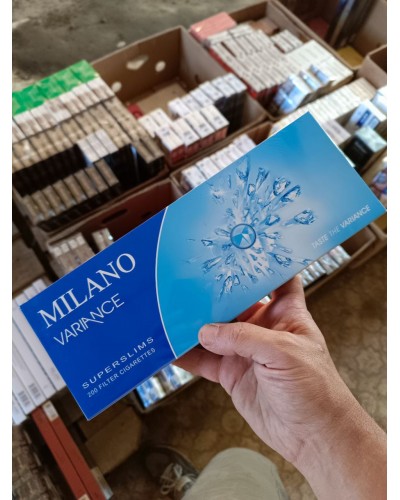 MILANO
VARIANCE
SUPERSLIMS
200 FILTER CIGARETTES
TASTE THE VARIANCE